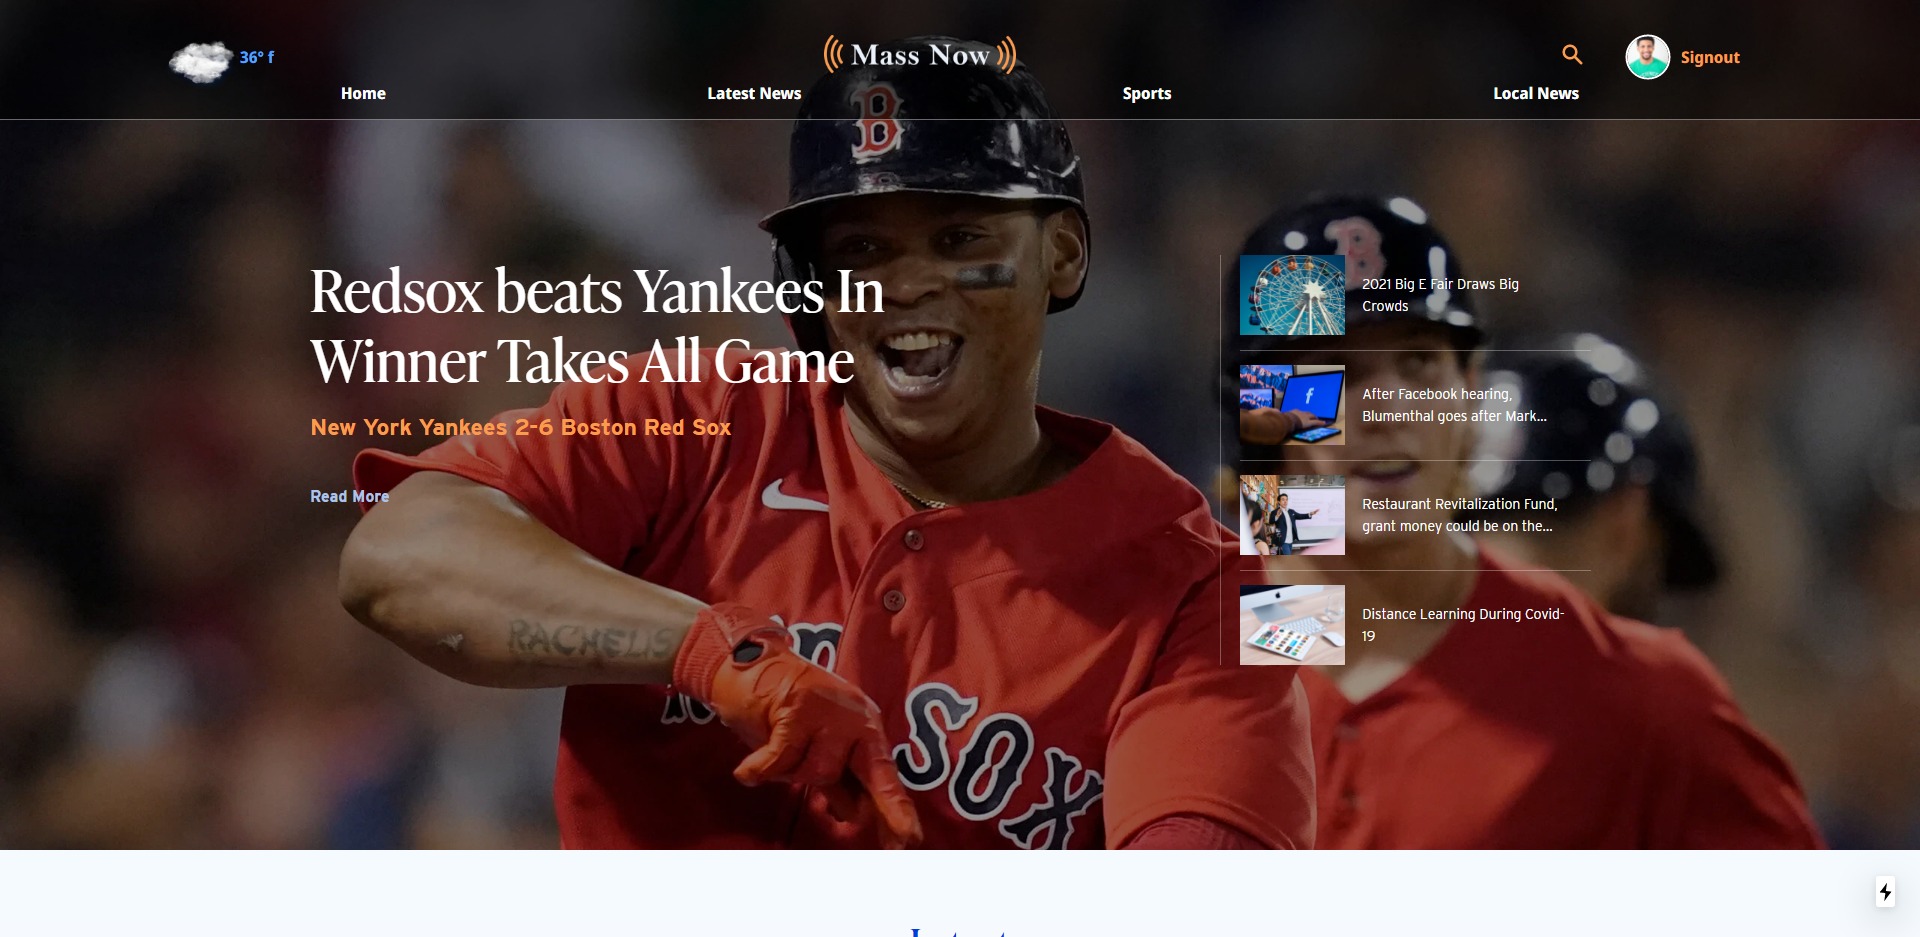 36° f
Mass Now
Signout
Home
Latest News
Sports
Local News
B
B
Redsox beats Yankees In
Winner Takes All Game
New York Yankees 2-6 Boston Red Sox
Read More
2021 Big E Fair Draws Big
Crowds
After Facebook hearing,
Blumenthal goes after Mark...
Restaurant Revitalization Fund,
grant money could be on the...
Distance Learning During Covid-
19
RACHELIS
SOX